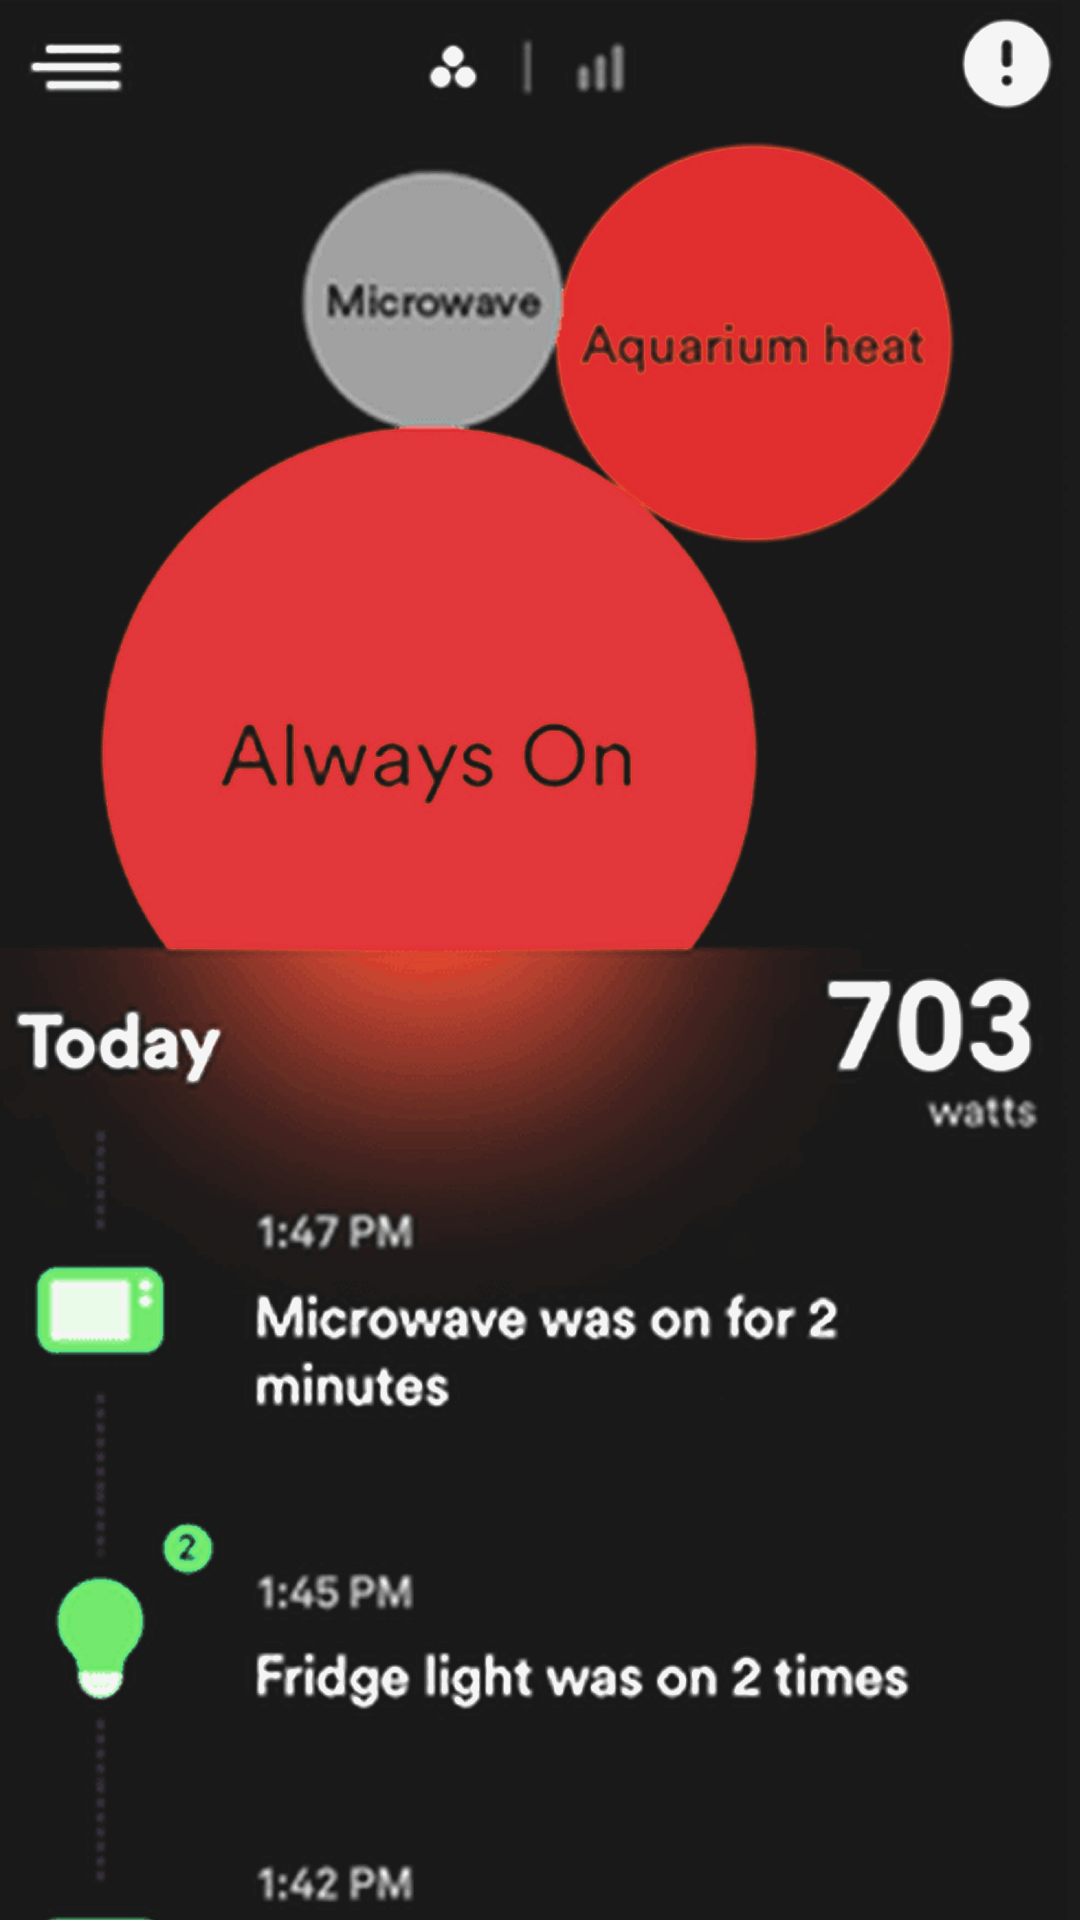 Microwave
Aquarium heat
Always On
Today
703
watts
1:47 PM
Microwave was on for 2
minutes
2
1:45 PM
Fridge light was on 2 times
1:42 PM